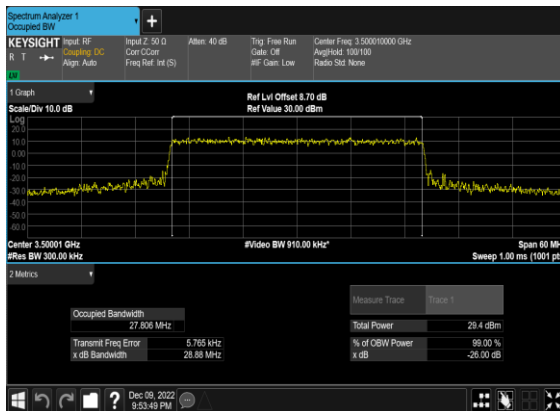 Spectrum Analyzer 1
Occupied BW
+
KEYSIGHT Input: RF Input Z: 50 Ω Atten: 40 dB Trig: Free Run Center Freq: 3.500010000 GHz
R T Coupling: DC Corr CCorr Gate: Off Avg|Hold: 100/100
Align: Auto Freq Ref: Int (S) #IF Gain: Low Radio Std: None
LXI
1 Graph
Ref Lvl Offset 8.70 dB
Scale/Div 10.0 dB Ref Value 30.00 dBm
Log
20.0
10.0
0.00
-10.0
-20.0
-30.0
-40.0
-50.0
-60.0
Center 3.50001 GHz #Video BW 910.00 kHz* Span 60 MH
#Res BW 300.00 kHz Sweep 1.00 ms (1001 pt
2 Metrics
Measure Trace Trace 1
Occupied Bandwidth
27.806 MHz Total Power 29.4 dBm
Transmit Freq Error 5.765 kHz % of OBW Power 99.00 %
x dB Bandwidth 28.88 MHz x dB -26.00 dB
? Dec 09, 2022
9:53:49 PM